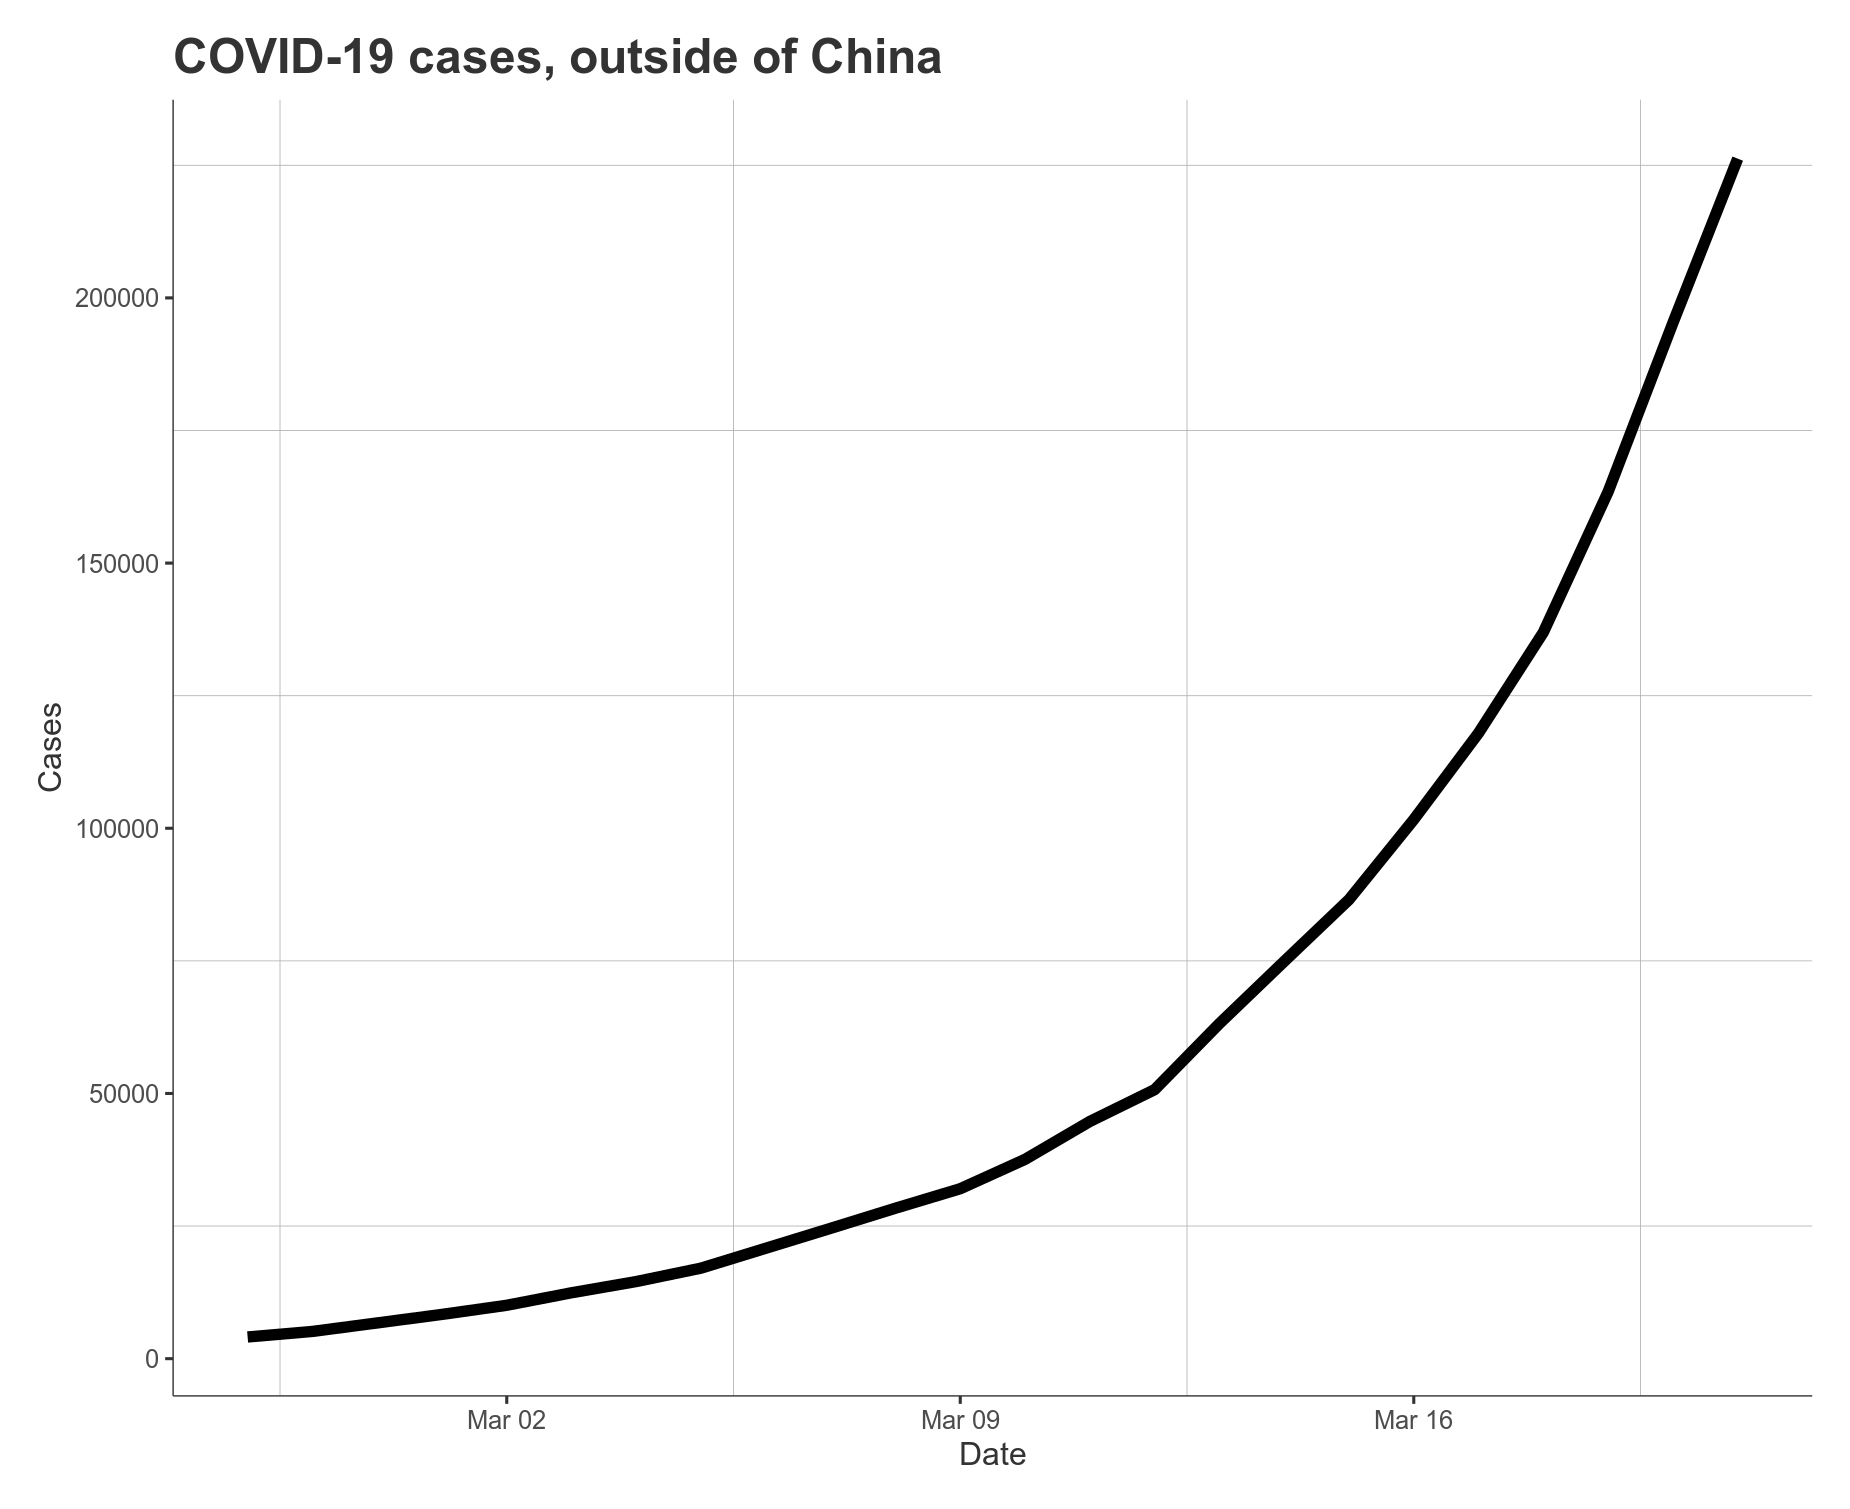 COVID-19 cases, outside of China
Cases
200000
150000
100000
50000
0
Mar 02
Mar 09
Mar 16
Date